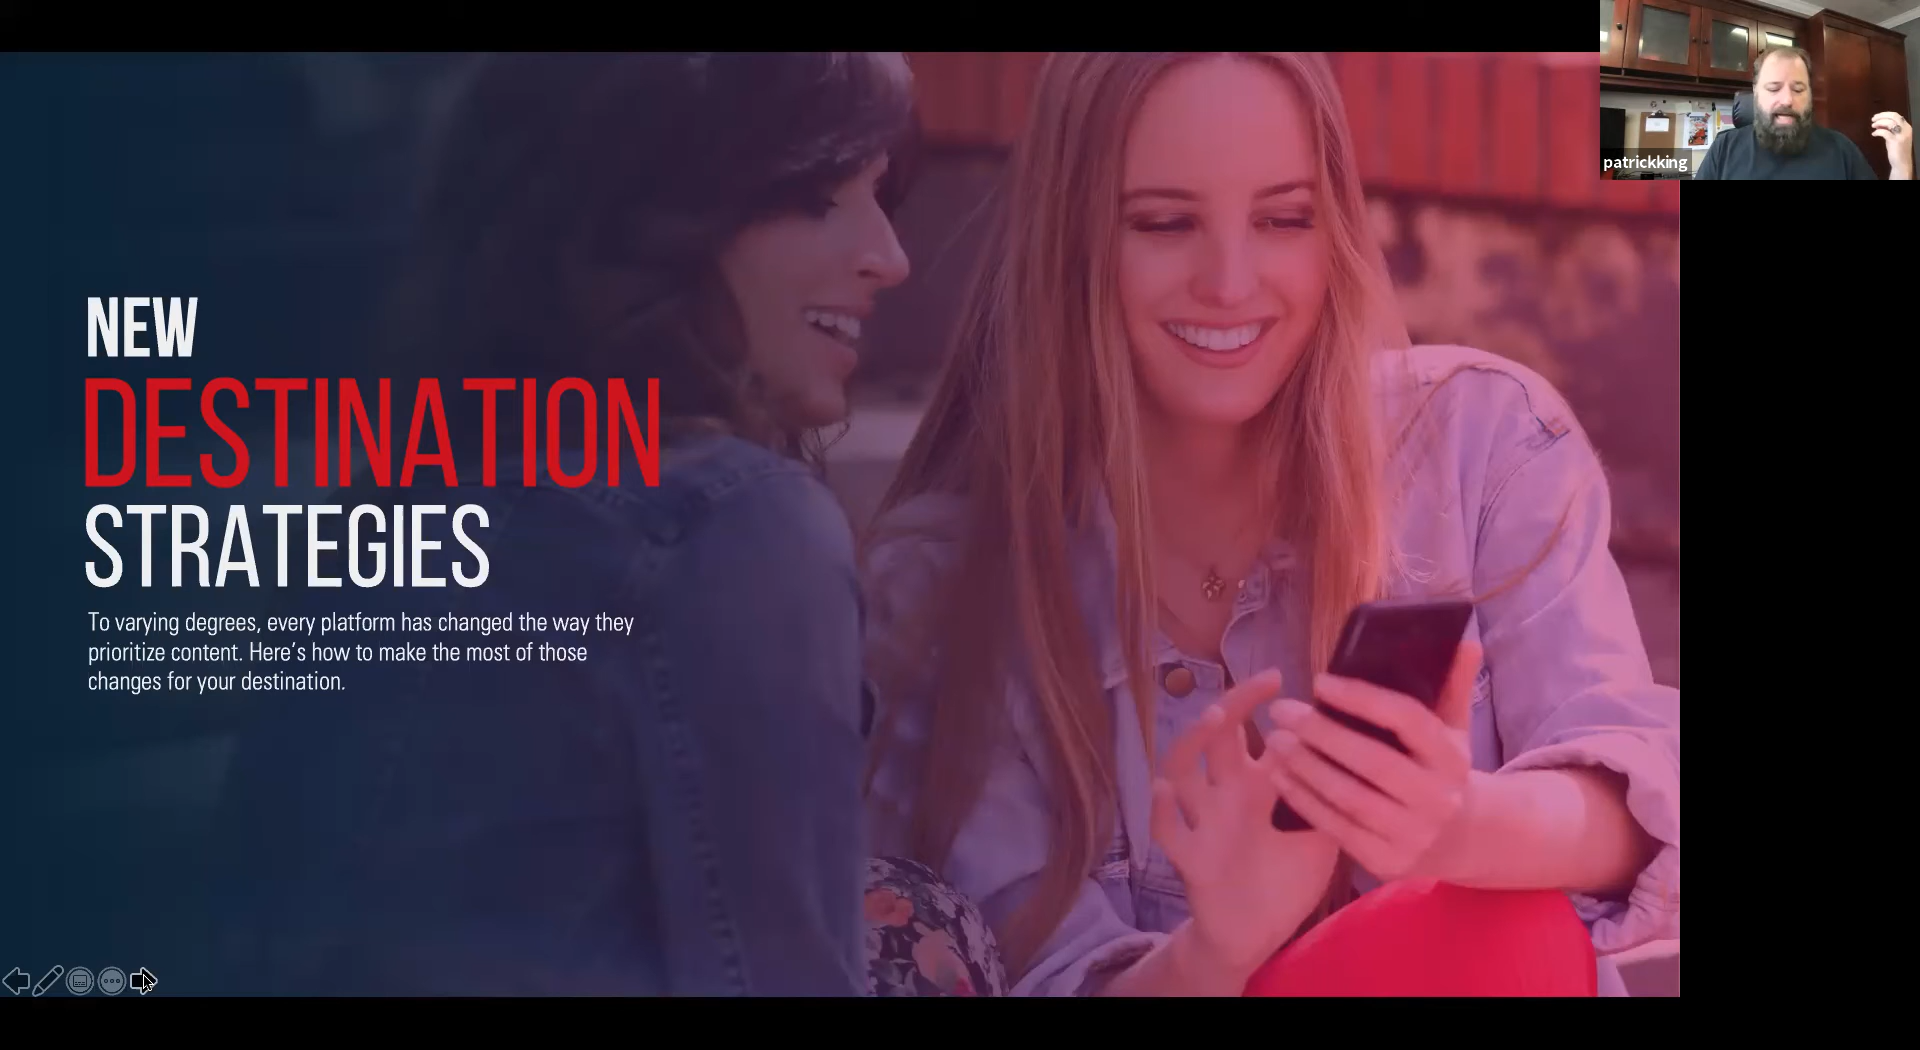 NEW
DESTINATION
STRATEGIES
To varying degrees, every platform has changed the way they
prioritize content. Here's how to make the most of those
changes for your destination.
patrickking